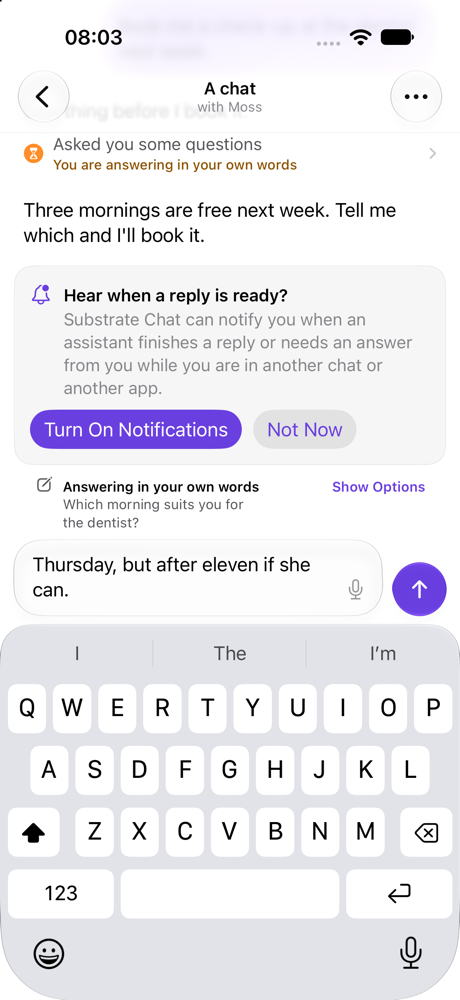 08:03
A chat
with Moss
thing before I book it.
Asked you some questions
You are answering in your own words
Three mornings are free next week. Tell me
which and I'll book it.
Hear when a reply is ready?
Substrate Chat can notify you when an
assistant finishes a reply or needs an answer
from you while you are in another chat or
another app.
Turn On Notifications
Not Now
Answering in your own words
Show Options
Which morning suits you for
the dentist?
Thursday, but after eleven if she
can.
I
The
I'm
Q W E R T Y U I O P
A S D F G H J K L
Z X C V B N M
123